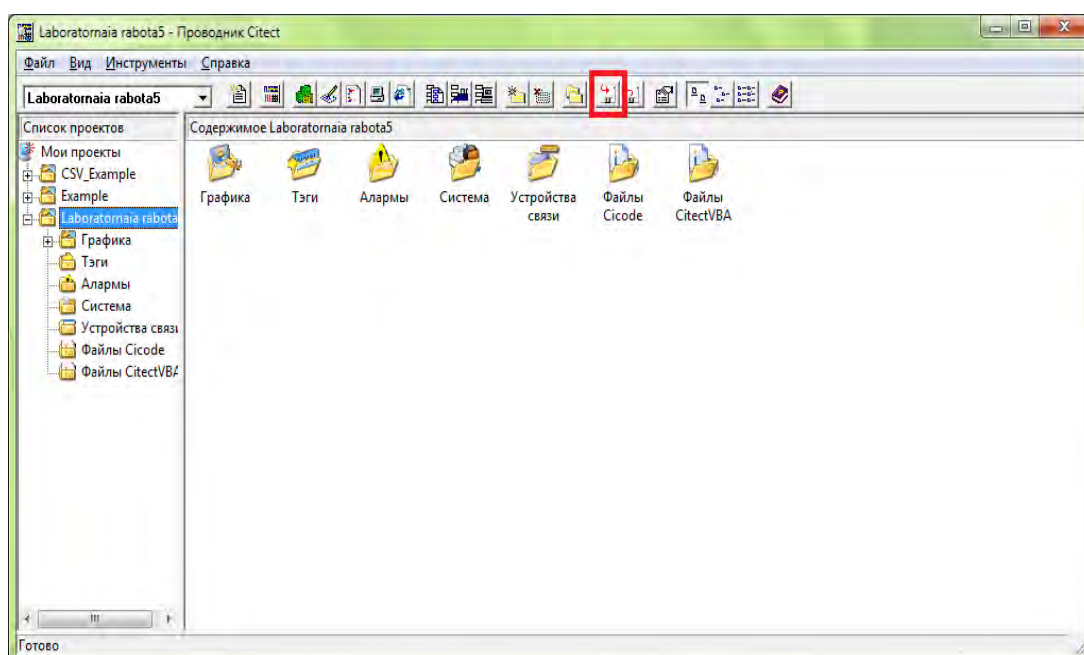 Laboratornaia rabota5 - Проводник Citect
Файл Вид Инструменты Справка
Laboratornaia rabota5
Список проектов
Содержимое Laboratornaia rabota5
Мои проекты
CSV_Example
Example
Laboratornaia rabota
Графика
Тэги
Алармы
Система
Устройства связи
Файлы Cicode
Файлы CitectVBA
Графика
Тэги
Алармы
Система
Устройства связи
Файлы Cicode
Файлы CitectVBA
Готово